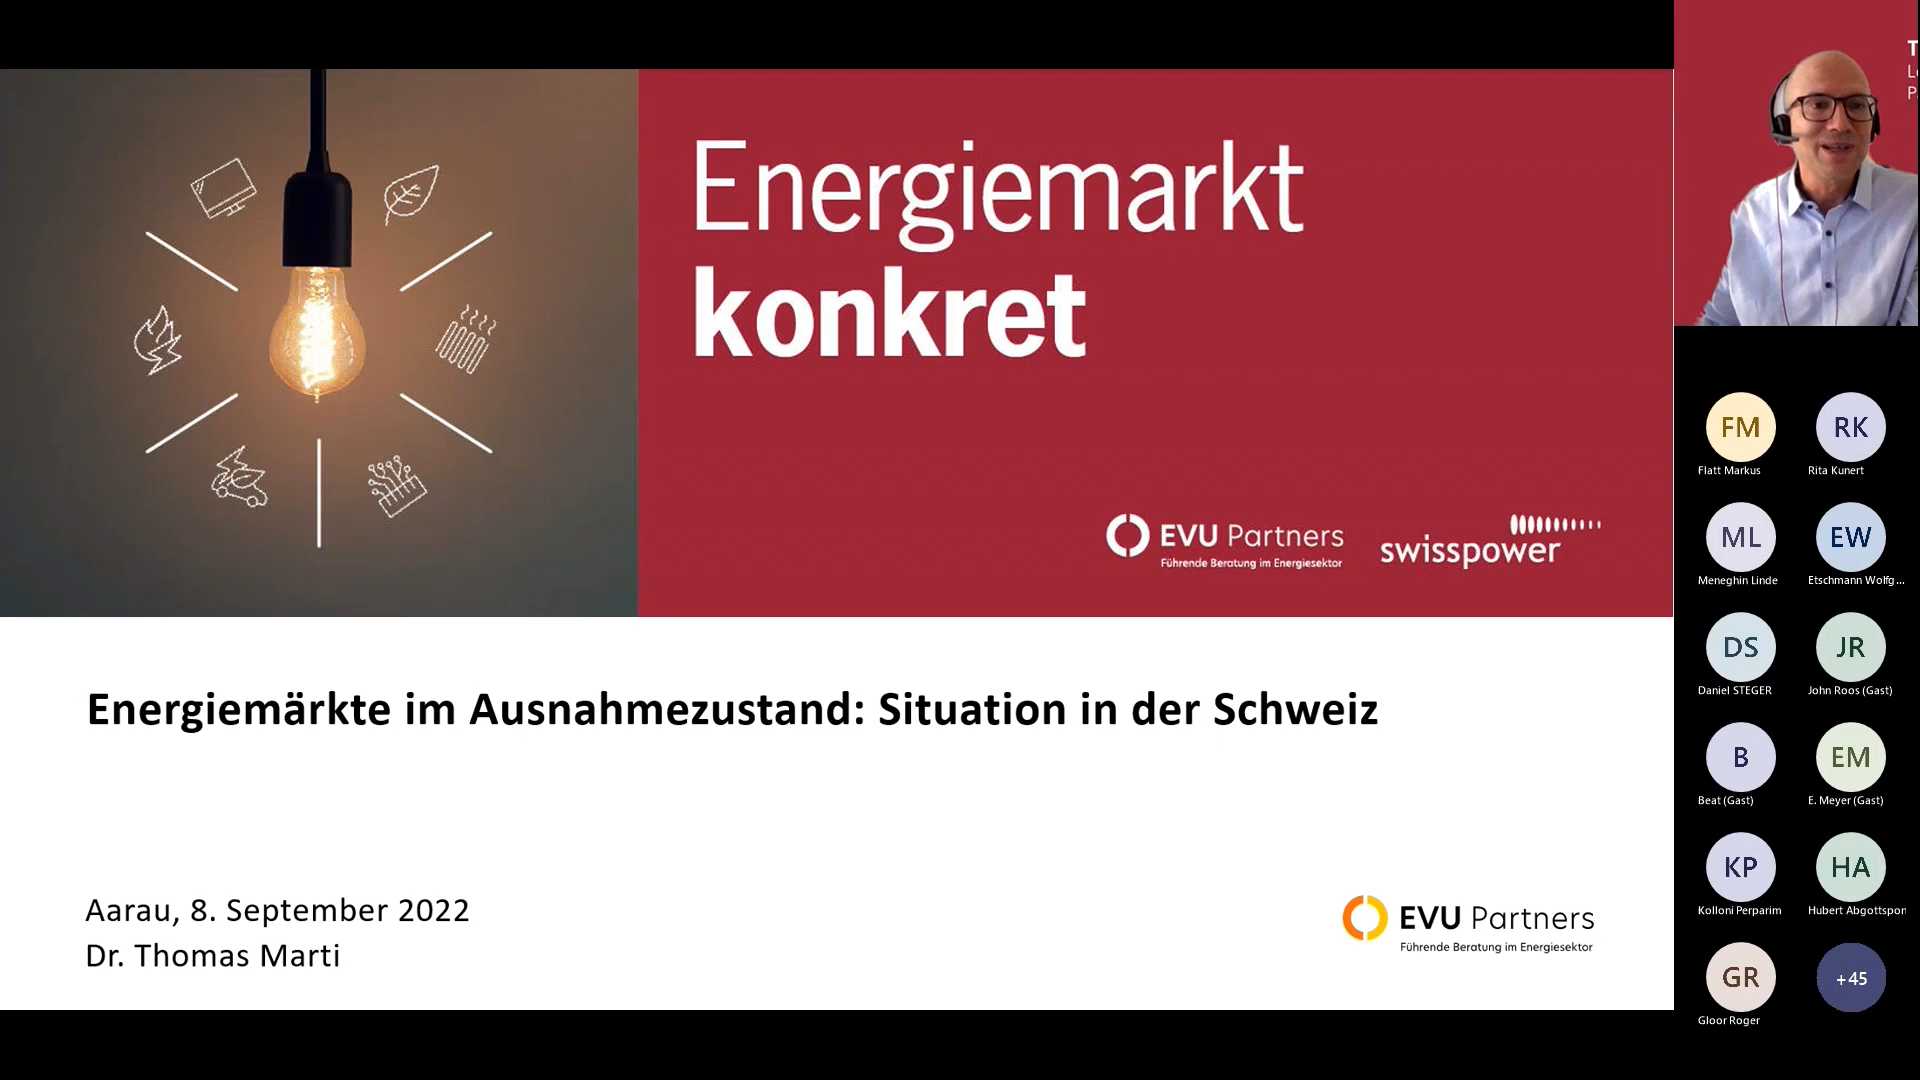 Energiemarkt
konkret
EVU Partners
Führende Beratung im Energiesektor
swisspower
Energiemärkte im Ausnahmezustand: Situation in der Schweiz
Aarau, 8. September 2022
Dr. Thomas Marti
EVU Partners
Führende Beratung im Energiesektor
FM
RK
Flatt Markus
Rita Kunert
ML
EW
Meneghin Linde
Etschmann Wolfg...
DS
JR
Daniel STEGER
John Roos (Gast)
B
EM
Beat (Gast)
E. Meyer (Gast)
KP
HA
Kolloni Perparim
Hubert Abgottspon
GR
+45
Gloor Roger